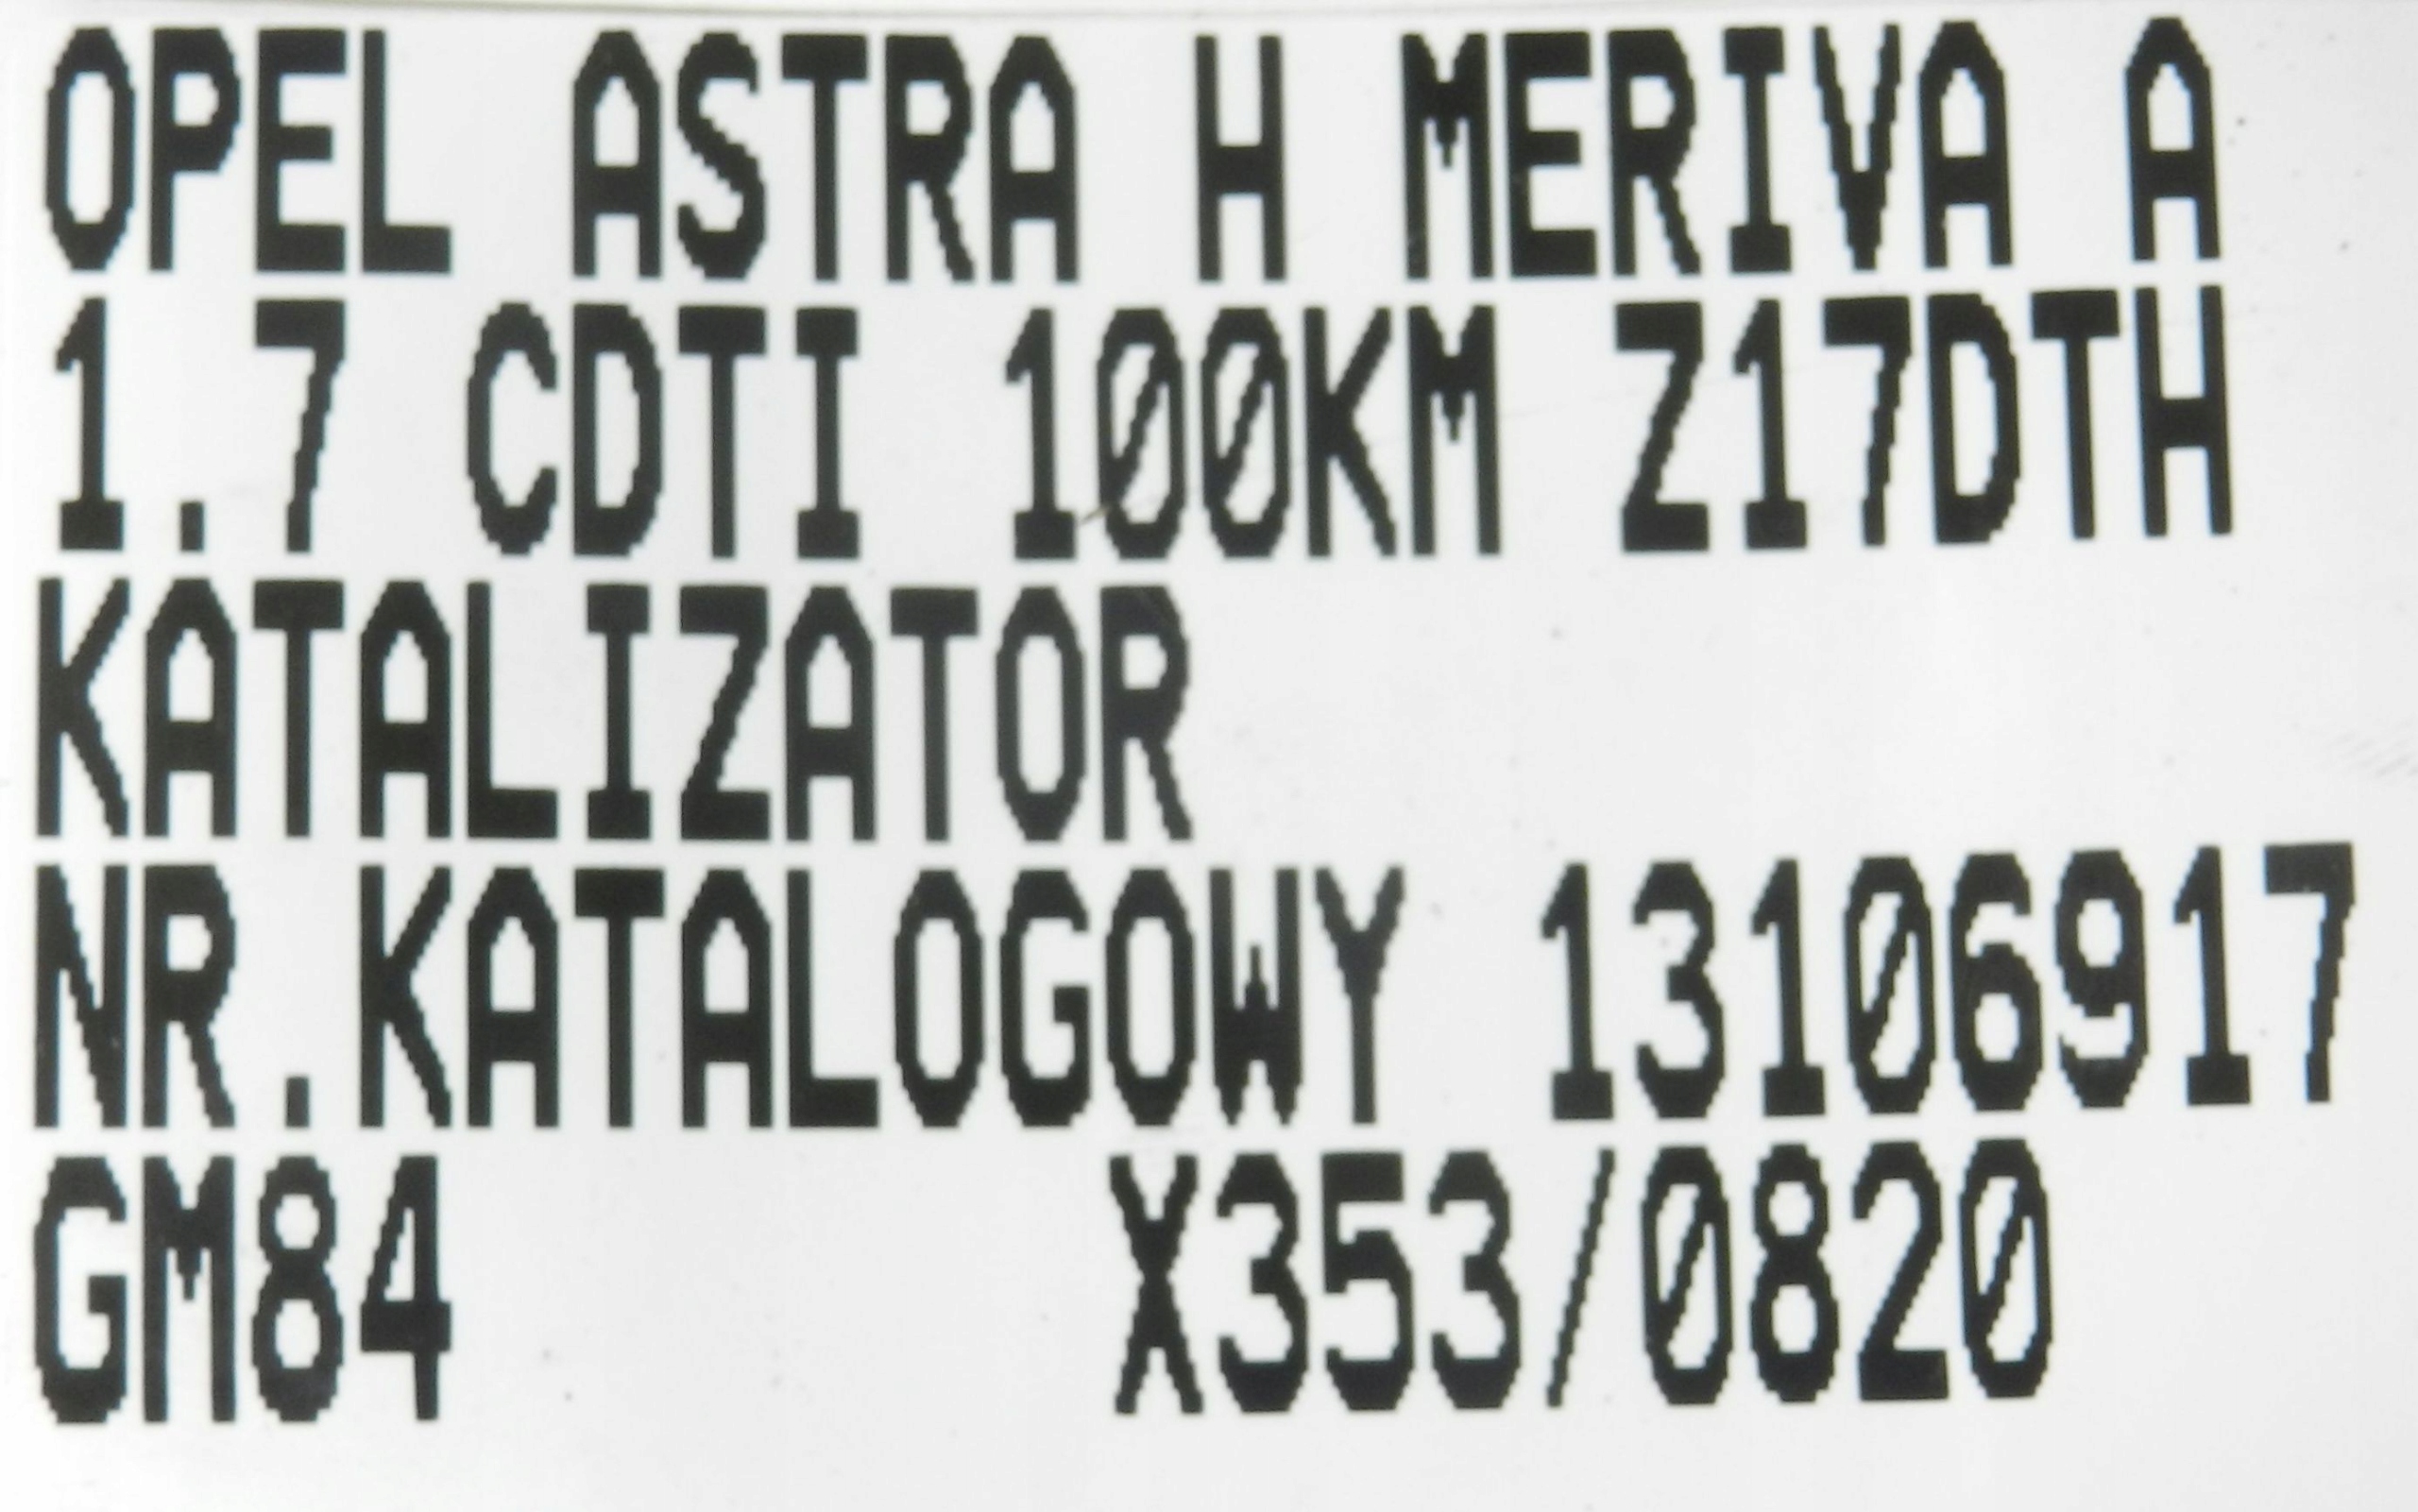 OPEL ASTRA H MERIVA A
1.7 CDTI 100KM Z17DTH
KATALIZATOR
NR.KATALOGOWY 13106917
GM84 X353/0820